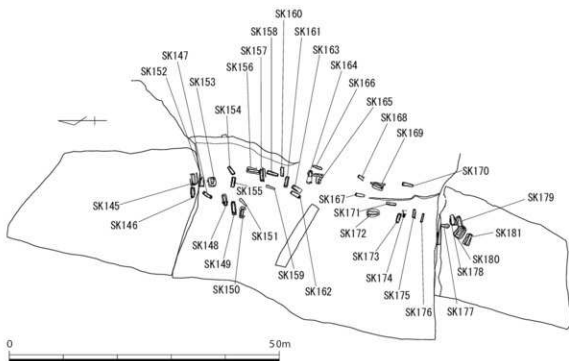 SK160
SK158 SK161
SK157 SK163
SK147
SK152 SK156 SK164
SK153 SK166
SK165
SK154 SK168
SK169
SK170
SK155 SK167
SK145 SK179
SK146 SK171
SK151 SK172 SK181
SK148 SK173
SK159 SK180
SK149 SK174 SK178
SK150 SK162 SK175
SK176 SK177
0 50m